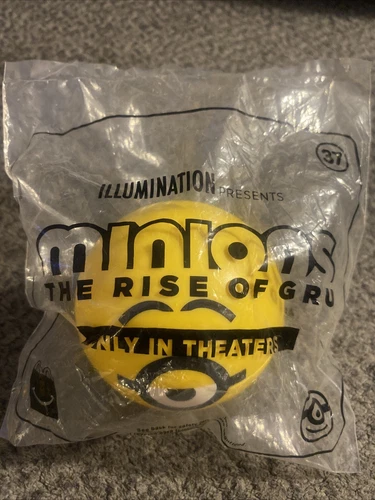 37
ILLUMINATION PRESENTS
minions
THE RISE OF GRU
ONLY IN THEATERS